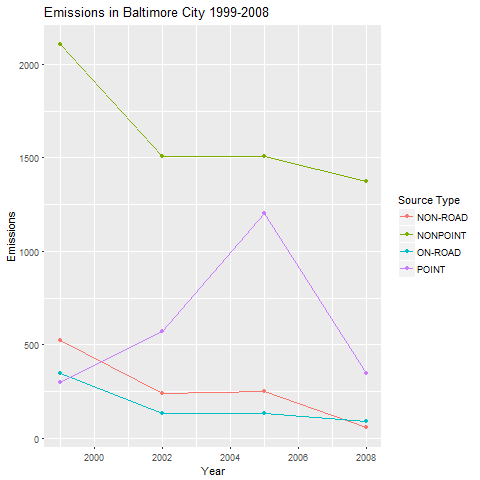 Emissions in Baltimore City 1999-2008
2000
1500
1000
500
0
Emissions
2000 2002 2004 2006 2008
Year
Source Type
NON-ROAD
NONPOINT
ON-ROAD
POINT